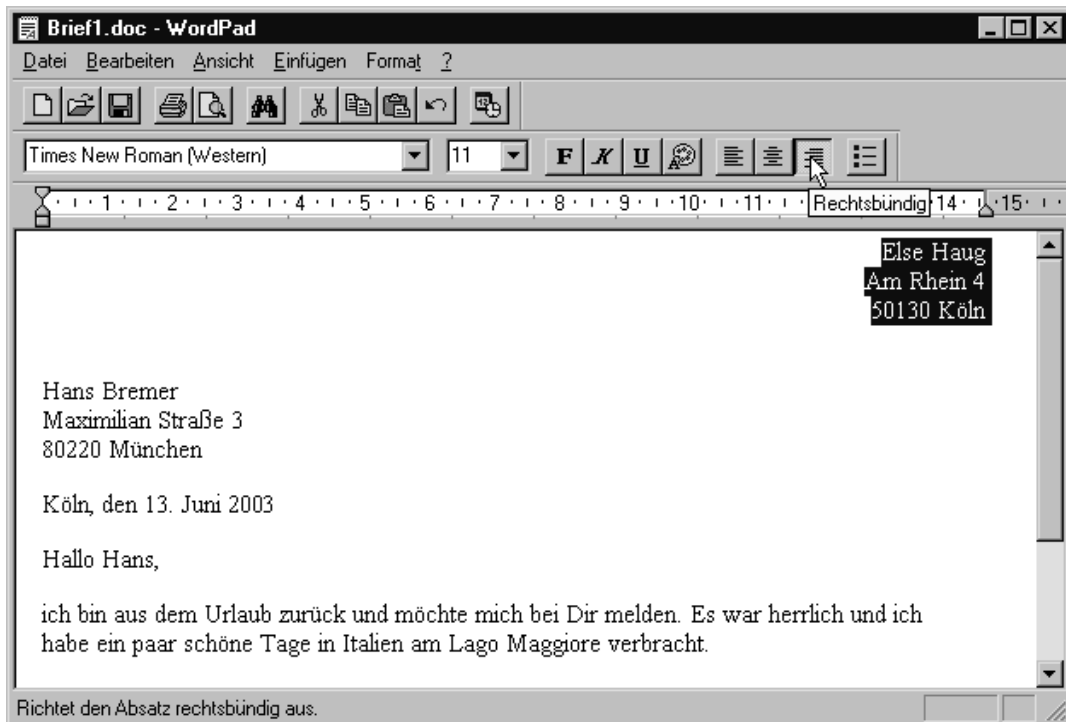 Brief1.doc - WordPad
Datei Bearbeiten Ansicht Einfügen Format ?
Times New Roman (Western) 11 F K U
1 2 3 4 5 6 7 8 9 10 11 Rechtsbündig 14 15
Else Haug
Am Rhein 4
50130 Köln
Hans Bremer
Maximilian Straße 3
80220 München
Köln, den 13. Juni 2003
Hallo Hans,
ich bin aus dem Urlaub zurück und möchte mich bei Dir melden. Es war herrlich und ich
habe ein paar schöne Tage in Italien am Lago Maggiore verbracht.
Richtet den Absatz rechtsbündig aus.